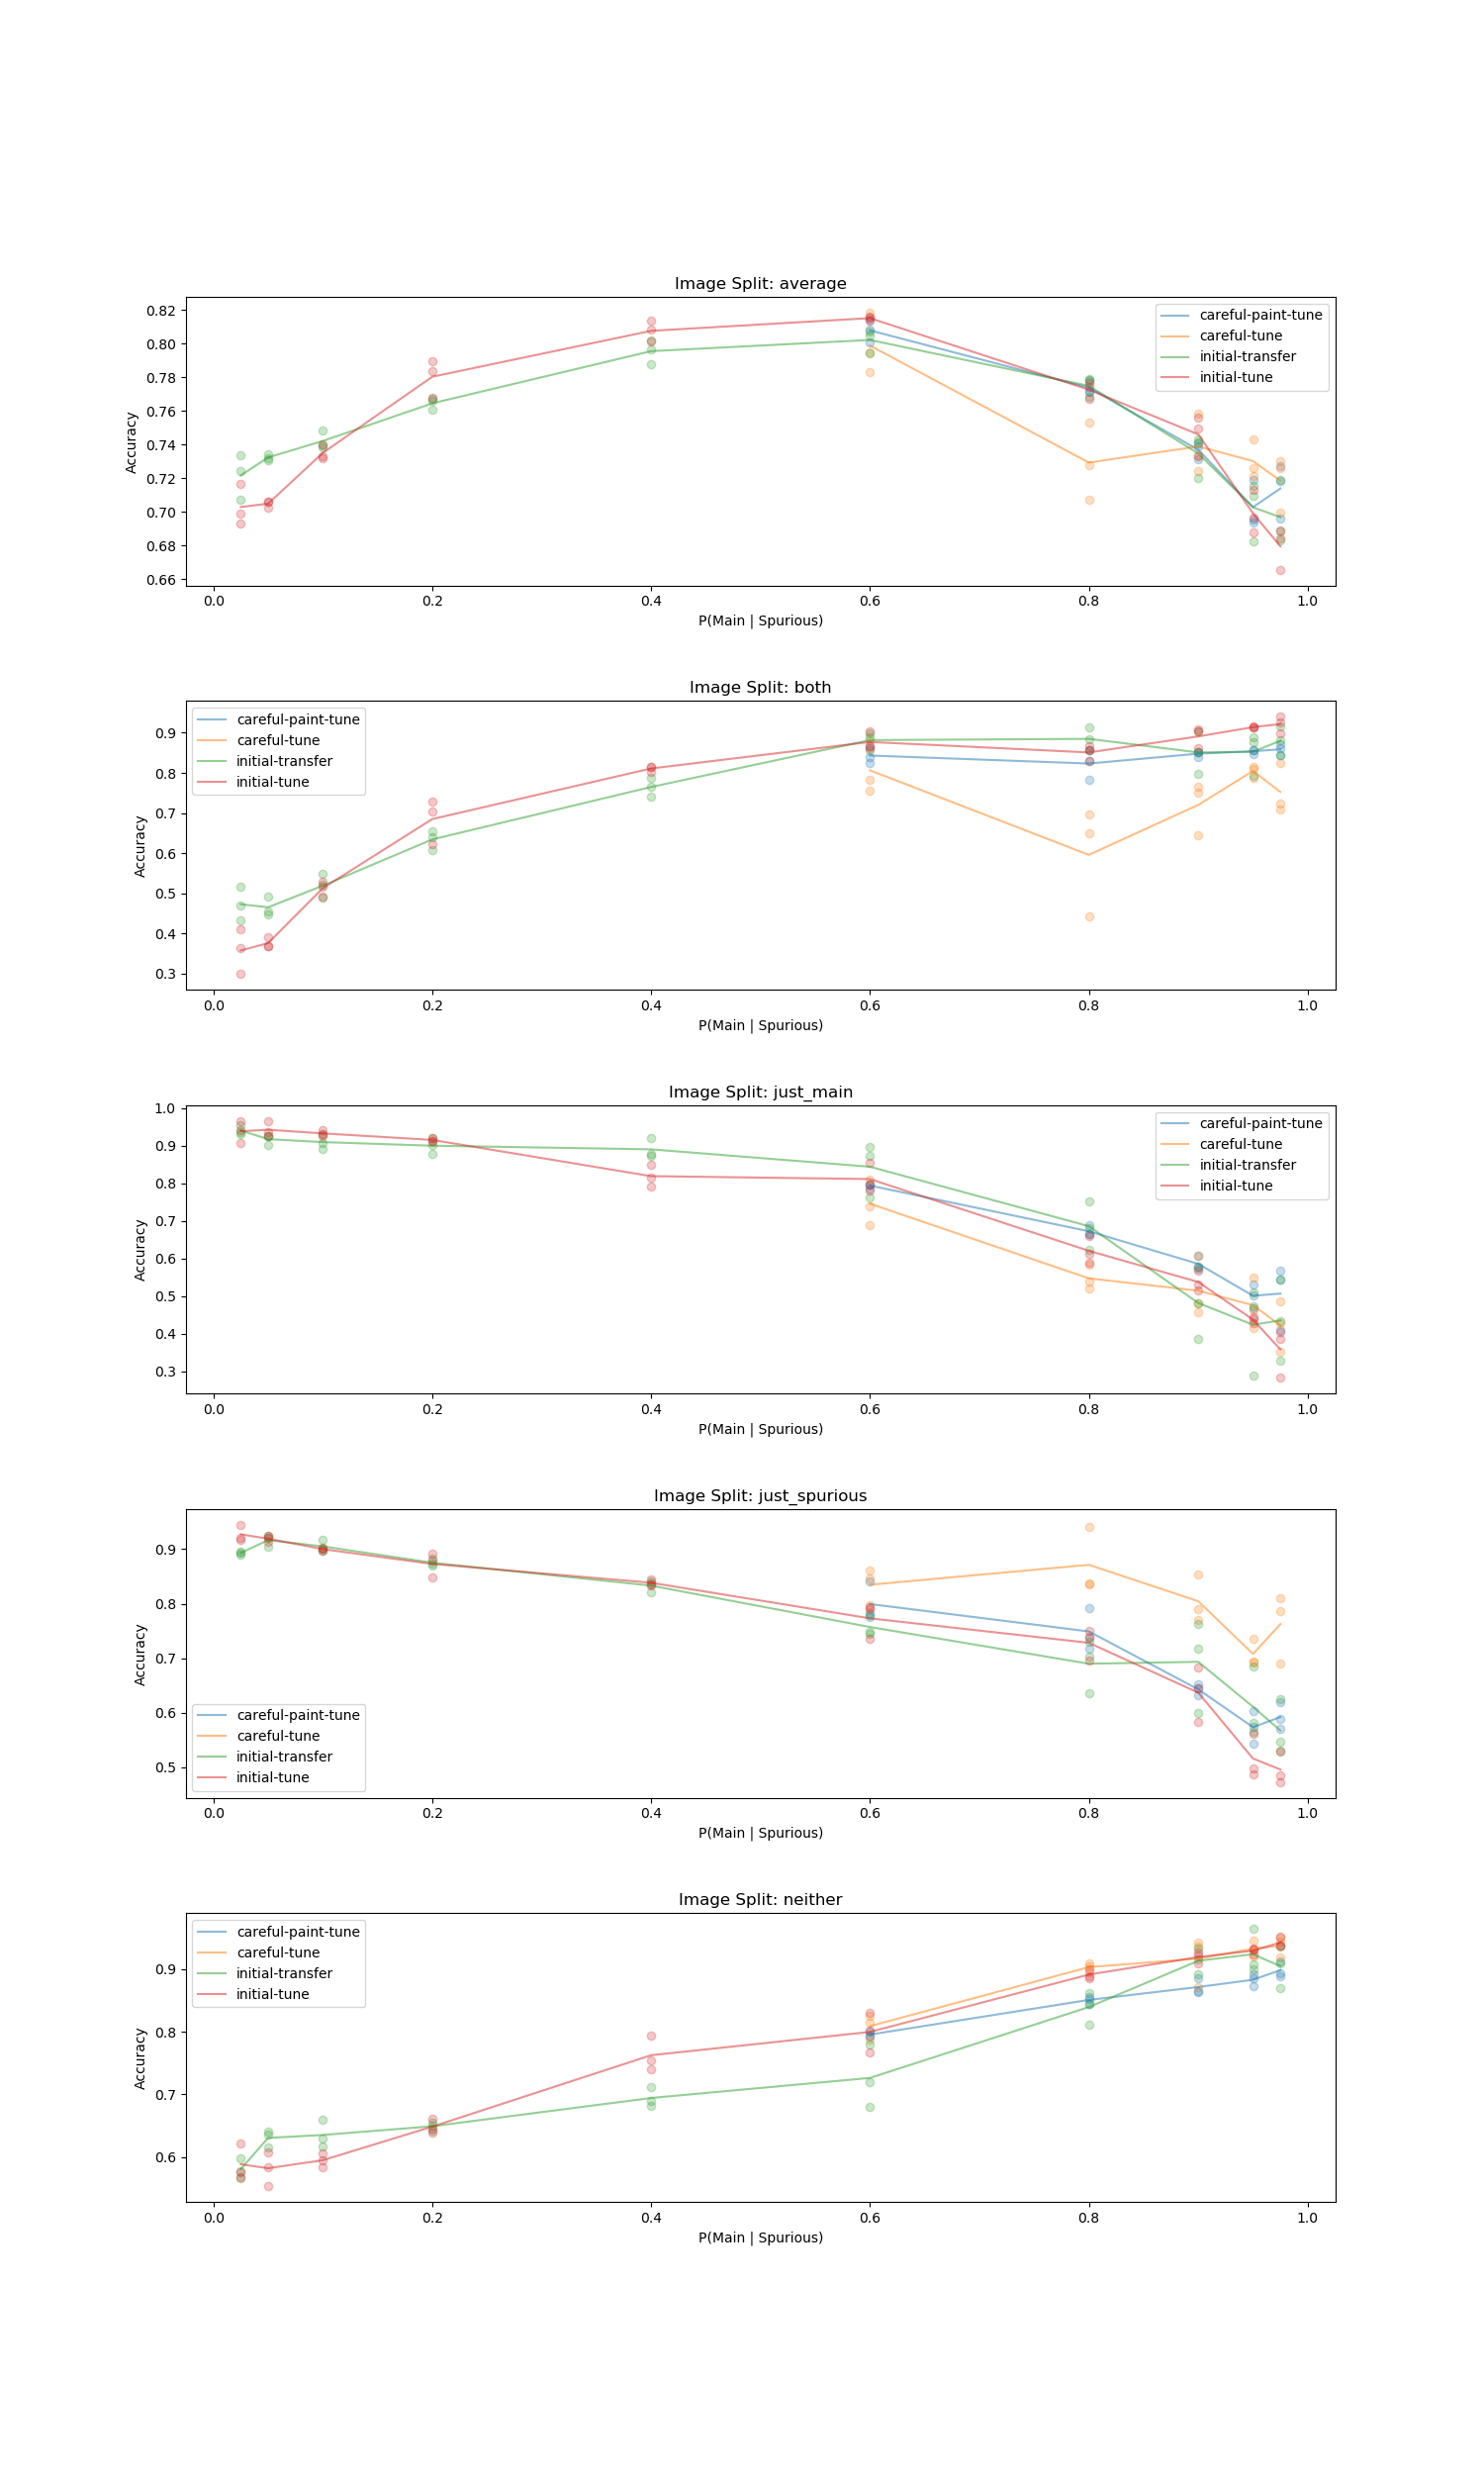 Image Split: average
0.82
0.80
0.78
0.76
0.74
0.72
0.70
0.68
0.66
Accuracy
careful-paint-tune
careful-tune
initial-transfer
initial-tune
0.0 0.2 0.4 0.6 0.8 1.0
P(Main | Spurious)
Image Split: both
0.9
0.8
0.7
0.6
0.5
0.4
0.3
Accuracy
careful-paint-tune
careful-tune
initial-transfer
initial-tune
0.0 0.2 0.4 0.6 0.8 1.0
P(Main | Spurious)
Image Split: just_main
1.0
0.9
0.8
0.7
0.6
0.5
0.4
0.3
Accuracy
careful-paint-tune
careful-tune
initial-transfer
initial-tune
0.0 0.2 0.4 0.6 0.8 1.0
P(Main | Spurious)
Image Split: just_spurious
0.9
0.8
0.7
0.6
0.5
Accuracy
careful-paint-tune
careful-tune
initial-transfer
initial-tune
0.0 0.2 0.4 0.6 0.8 1.0
P(Main | Spurious)
Image Split: neither
0.9
0.8
0.7
0.6
Accuracy
careful-paint-tune
careful-tune
initial-transfer
initial-tune
0.0 0.2 0.4 0.6 0.8 1.0
P(Main | Spurious)